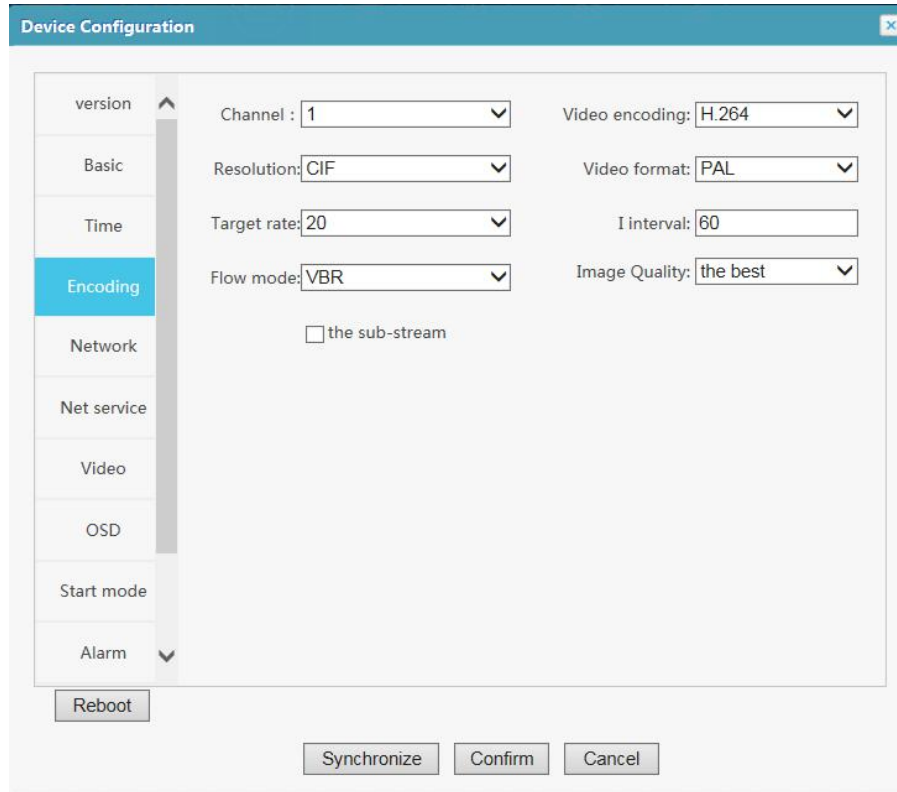 Device Configuration
version
Basic
Time
Encoding
Network
Net service
Video
OSD
Start mode
Alarm
Channel : 1
Video encoding: H.264
Resolution: CIF
Video format: PAL
Target rate: 20
I interval: 60
Flow mode: VBR
Image Quality: the best
the sub-stream
Reboot
Synchronize Confirm Cancel